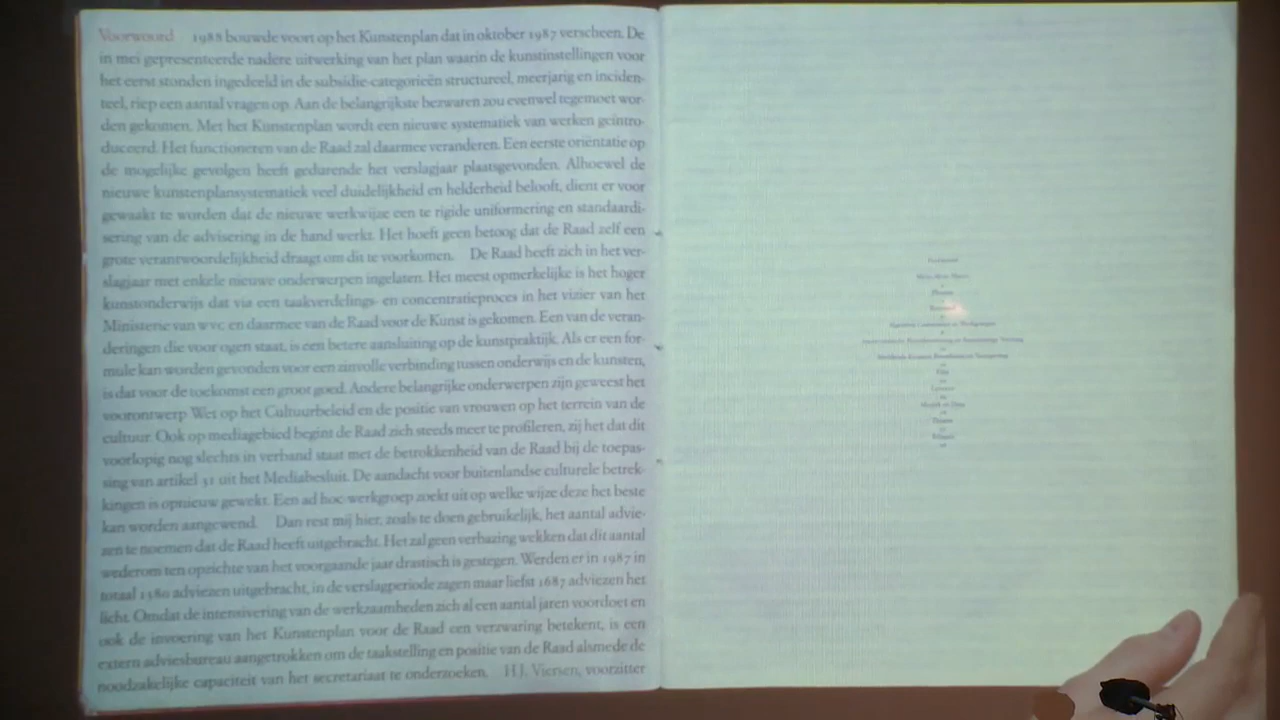 Voorwoord 1988 bouwde voort op het Kunstenplan dat in oktober 1987 verscheen. De
in mei gepresenteerde nadere uitwerking van het plan waarin de kunstinstellingen voor
het eerst stonden ingedeeld in de subsidie-categorieën structureel, meerjarig en inciden-
teel, riep een aantal vragen op. Aan de belangrijkste bezwaren zou evenwel tegemoet wor-
den gekomen. Met het Kunstenplan wordt een nieuwe systematiek van werken geïntro-
duceerd. Het functioneren van de Raad zal daarmee veranderen. Een eerste oriëntatie op
de mogelijke gevolgen heeft gedurende het verslagjaar plaatsgevonden. Alhoewel de
nieuwe kunstenplansystematiek veel duidelijkheid en helderheid belooft, dient er voor
gewaakt te worden dat de nieuwe werkwijze een te rigide uniformering en standaardi-
sering van de advisering in de hand werkt. Het hoeft geen betoog dat de Raad zelf een
grote verantwoordelijkheid draagt om dit te voorkomen. De Raad heeft zich in het ver-
slagjaar met enkele nieuwe onderwerpen ingelaten. Het meest opmerkelijke is het hoger
kunstonderwijs dat via een taakverdelings- en concentratieproces in het vizier van het
Ministerie van WVC en daarmee van de Raad voor de Kunst is gekomen. Een van de veran-
deringen die voor ogen staat, is een betere aansluiting op de kunstpraktijk. Als er een for-
mule kan worden gevonden voor een zinvolle verbinding tussen onderwijs en de kunsten,
is dat voor de toekomst een groot goed. Andere belangrijke onderwerpen zijn geweest het
voorontwerp Wet op het Cultuurbeleid en de positie van vrouwen op het terrein van de
cultuur. Ook op mediagebied begint de Raad zich steeds meer te profileren, zij het dat dit
voorlopig nog slechts in verband staat met de betrokkenheid van de Raad bij de toepas-
sing van artikel 31 uit het Mediabesluit. De aandacht voor buitenlandse culturele betrek-
kingen is opnieuw gewekt. Een ad hoc-werkgroep zoekt uit op welke wijze deze het beste
kan worden aangewend. Dan rest mij hier, zoals te doen gebruikelijk, het aantal advie-
zen te noemen dat de Raad heeft uitgebracht. Het zal geen verbazing wekken dat dit aantal
wederom ten opzichte van het voorgaande jaar drastisch is gestegen. Werden er in 1987 in
totaal 1580 adviezen uitgebracht, in de verslagperiode zagen maar liefst 1687 adviezen het
licht. Omdat de intensivering van de werkzaamheden zich al een aantal jaren voordoet en
ook de invoering van het Kunstenplan voor de Raad een verzwaring betekent, is een
extern adviesbureau aangetrokken om de taakstelling en positie van de Raad alsmede de
noodzakelijke capaciteit van het secretariaat te onderzoeken. H.J. Viersen, voorzitter
Film
Literatuur
Muziek en Dans
Theater